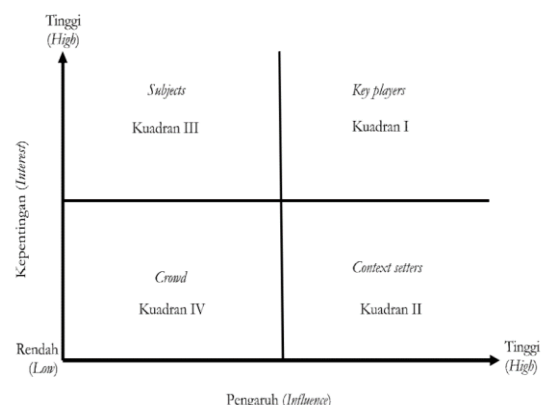 Tinggi
(High)
Subjects
Kuadran III
Key players
Kuadran I
Kepentingan (Interest)
Crowd
Kuadran IV
Context setters
Kuadran II
Rendah
(Low)
Tinggi
(High)
Pengaruh (Influence)